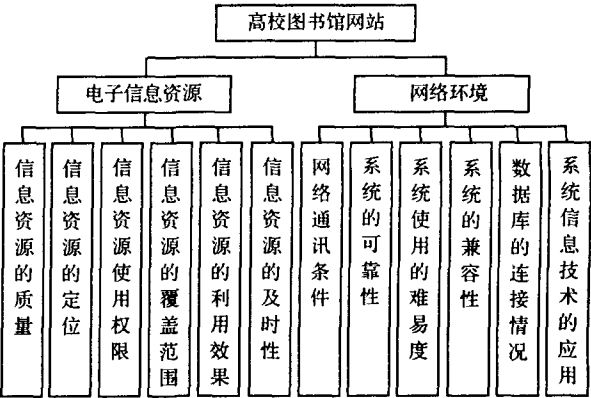 高校图书馆网站
电子信息资源
网络环境
信息资源的质量
信息资源的定位
信息资源使用权限
信息资源的覆盖范围
信息资源的利用效果
信息资源的及时性
网络通讯条件
系统的可靠性
系统使用的难易度
系统的兼容性
数据库的连接情况
系统信息技术的应用